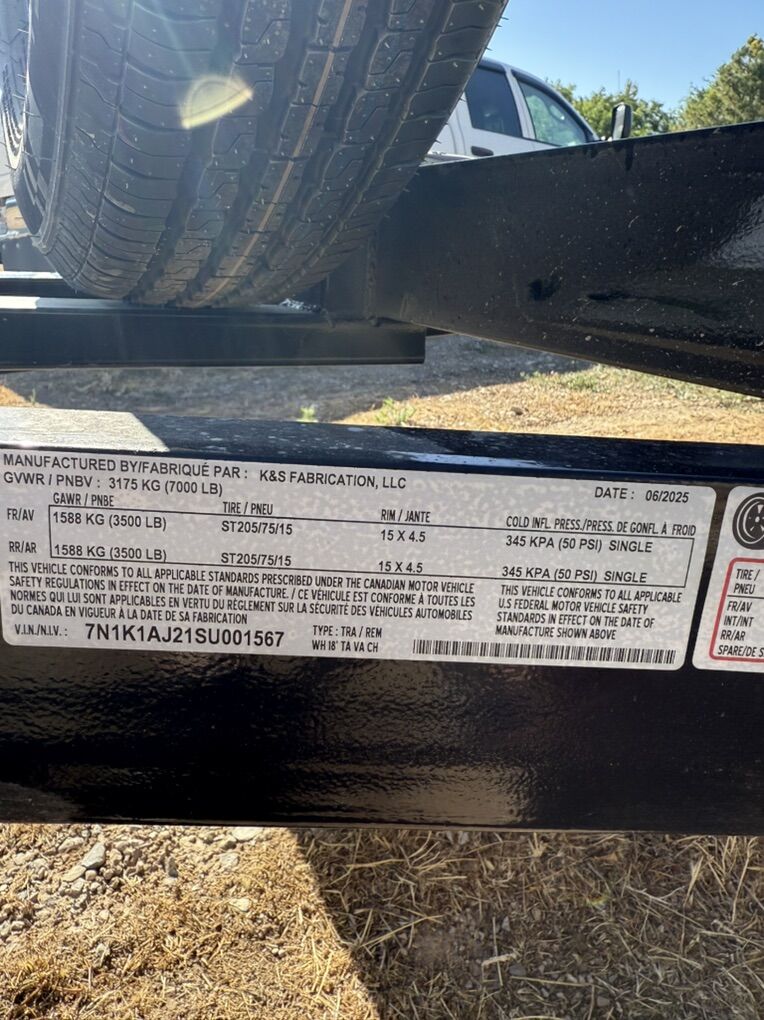 MANUFACTURED BY/FABRIQUÉ PAR : K&S FABRICATION, LLC
GVWR / PNBV : 3175 KG (7000 LB) DATE : 06/2025
GAWR / PNBE TIRE / PNEU RIM / JANTE COLD INFL. PRESS./PRESS. DE GONFL. À FROID
FR/AV 1588 KG (3500 LB) ST205/75/15 15 X 4.5 345 KPA (50 PSI) SINGLE
RR/AR 1588 KG (3500 LB) ST205/75/15 15 X 4.5 345 KPA (50 PSI) SINGLE
THIS VEHICLE CONFORMS TO ALL APPLICABLE STANDARDS PRESCRIBED UNDER THE CANADIAN MOTOR VEHICLE
SAFETY REGULATIONS IN EFFECT ON THE DATE OF MANUFACTURE. / CE VÉHICULE EST CONFORME À TOUTES LES
NORMES QUI LUI SONT APPLICABLES EN VERTU DU RÈGLEMENT SUR LA SÉCURITÉ DES VÉHICULES AUTOMOBILES
DU CANADA EN VIGUEUR À LA DATE DE SA FABRICATION
THIS VEHICLE CONFORMS TO ALL APPLICABLE
U.S FEDERAL MOTOR VEHICLE SAFETY
STANDARDS IN EFFECT ON THE DATE OF
MANUFACTURE SHOWN ABOVE
V.I.N./N.I.V.: 7N1K1AJ21SU001567 TYPE : TRA / REM
WH 18' TA VA CH
TIRE /
PNEU
FR/AV
INT/INT
RR/AR
SPARE/DE S